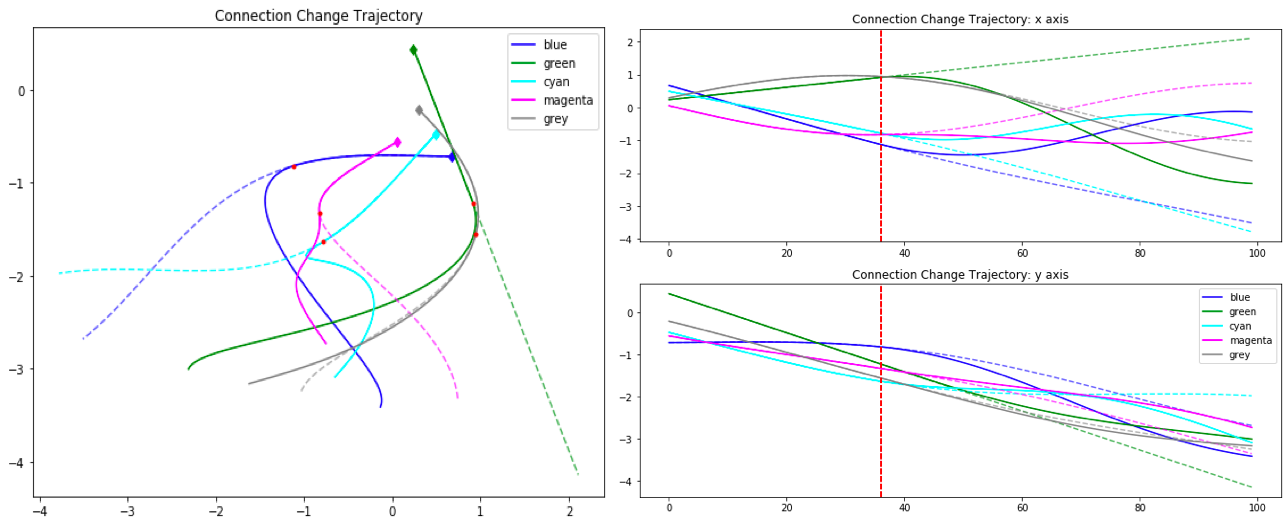 Connection Change Trajectory
0
−1
−2
−3
−4
−4
−3
−2
−1
0
1
2
blue
green
cyan
magenta
grey
Connection Change Trajectory: x axis
2
1
0
−1
−2
−3
−4
0
20
40
60
80
100
Connection Change Trajectory: y axis
0
−1
−2
−3
−4
0
20
40
60
80
100
blue
green
cyan
magenta
grey